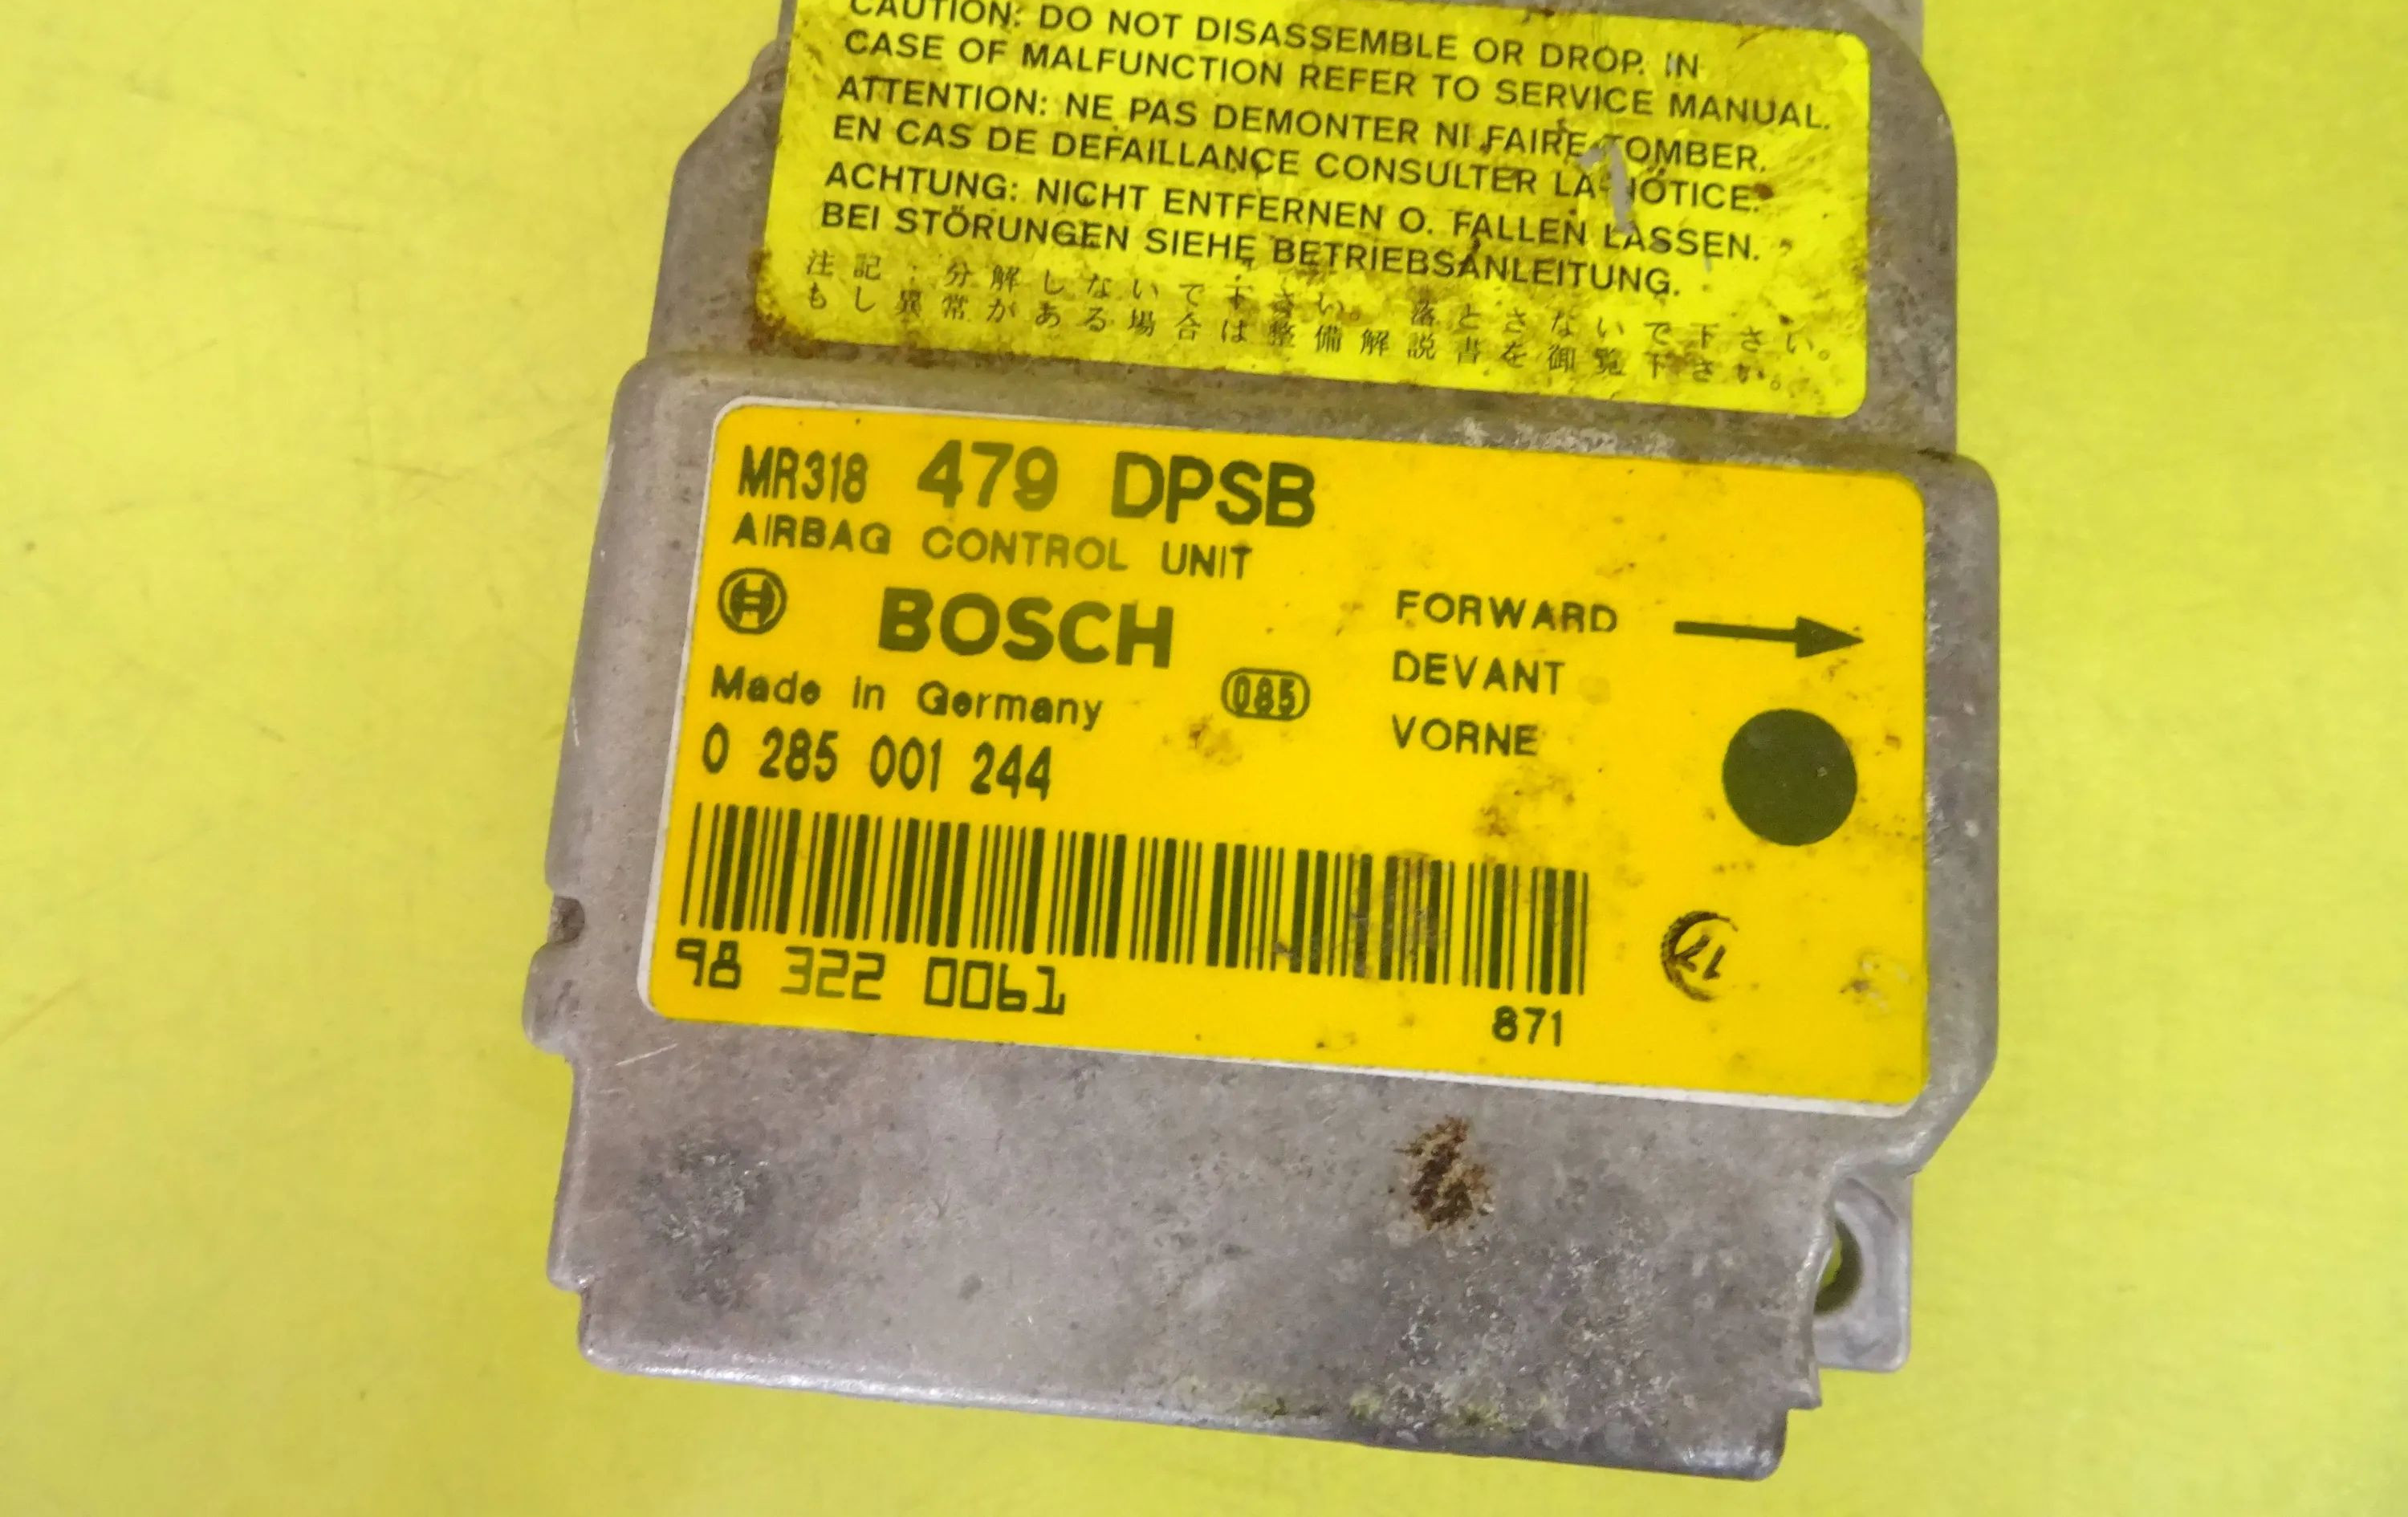 CAUTION: DO NOT DISASSEMBLE OR DROP. IN
CASE OF MALFUNCTION REFER TO SERVICE MANUAL.
ATTENTION: NE PAS DEMONTER NI FAIRE TOMBER.
EN CAS DE DEFAILLANCE CONSULTER LA NOTICE.
ACHTUNG: NICHT ENTFERNEN O. FALLEN LASSEN.
BEI STÖRUNGEN SIEHE BETRIEBSANLEITUNG.
注記：分解しないで下さい。落とさないで下さい。
もし異常がある場合は整備解説書を御覧下さい。
MR318 479 DPSB
AIRBAG CONTROL UNIT
BOSCH
Made in Germany 085
0 285 001 244
FORWARD
DEVANT
VORNE
98 322 0061
871
17